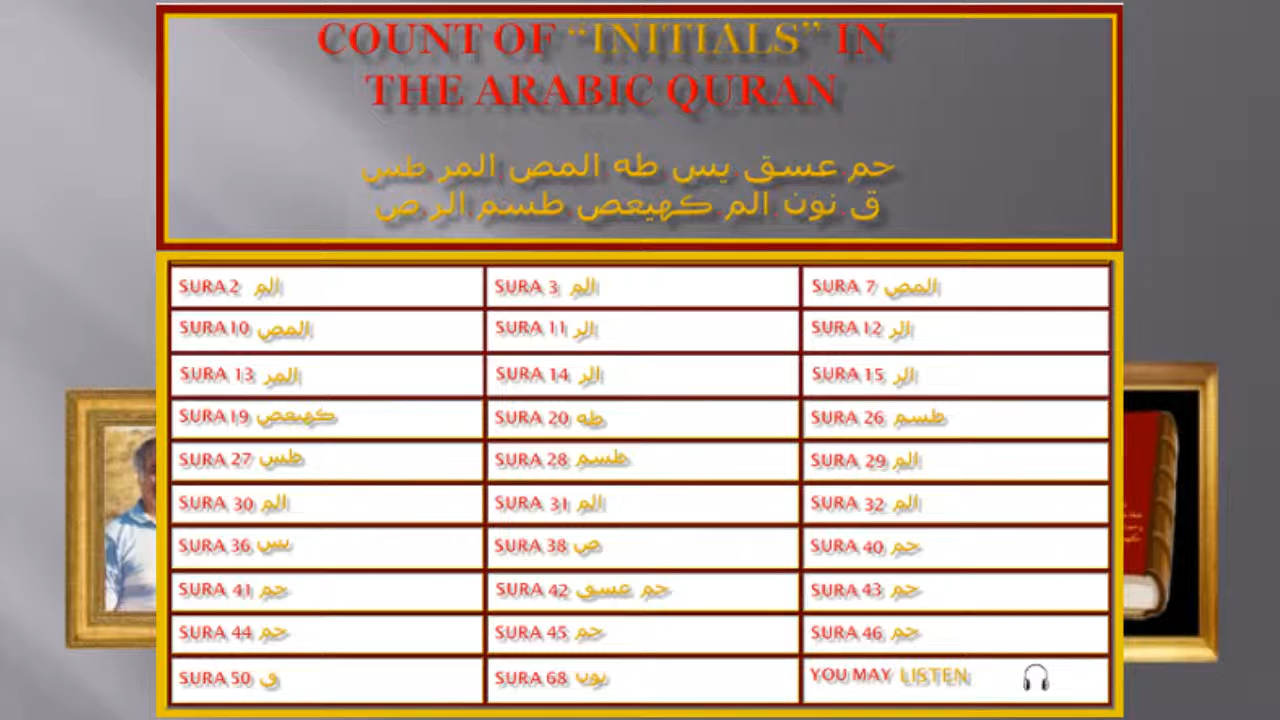 COUNT OF “INITIALS” IN
THE ARABIC QURAN
حم عسق يس طه المص المر طس
ق نون الم كهيعص طسم الر ص
SURA 2 الم
SURA 3 الم
SURA 7 المص
SURA 10 المص
SURA 11 الر
SURA 12 الر
SURA 13 المر
SURA 14 الر
SURA 15 الر
SURA 19 كهيعص
SURA 20 طه
SURA 26 طسم
SURA 27 طس
SURA 28 طسم
SURA 29 الم
SURA 30 الم
SURA 31 الم
SURA 32 الم
SURA 36 يس
SURA 38 ص
SURA 40 حم
SURA 41 حم
SURA 42 حم عسق
SURA 43 حم
SURA 44 حم
SURA 45 حم
SURA 46 حم
SURA 50 ق
SURA 68 نون
YOU MAY LISTEN